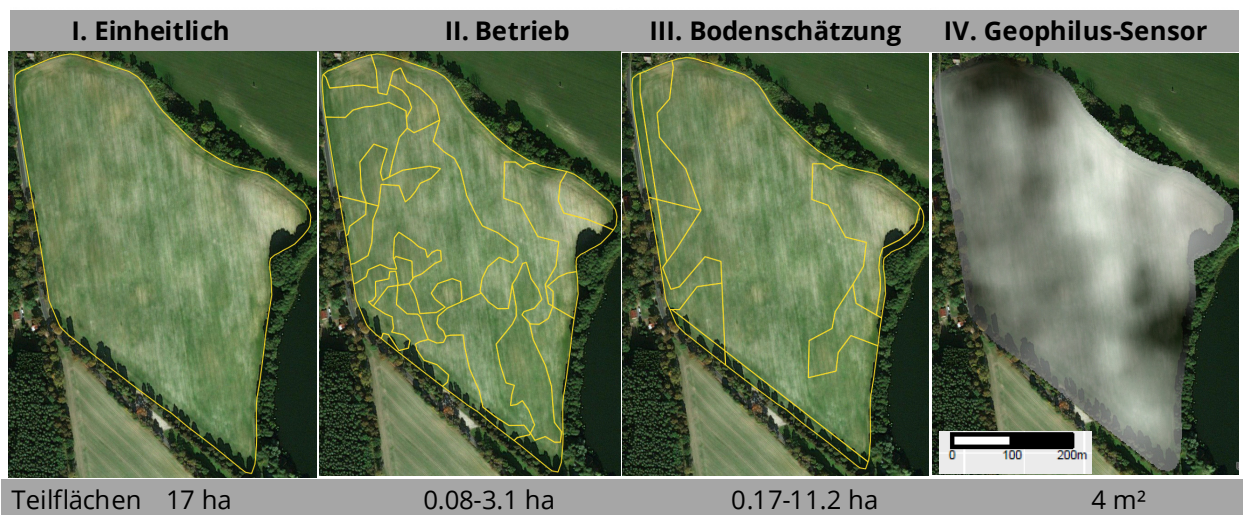 I. Einheitlich II. Betrieb III. Bodenschätzung IV. Geophilus-Sensor
0 100 200m
Teilflächen 17 ha 0.08-3.1 ha 0.17-11.2 ha 4 m²